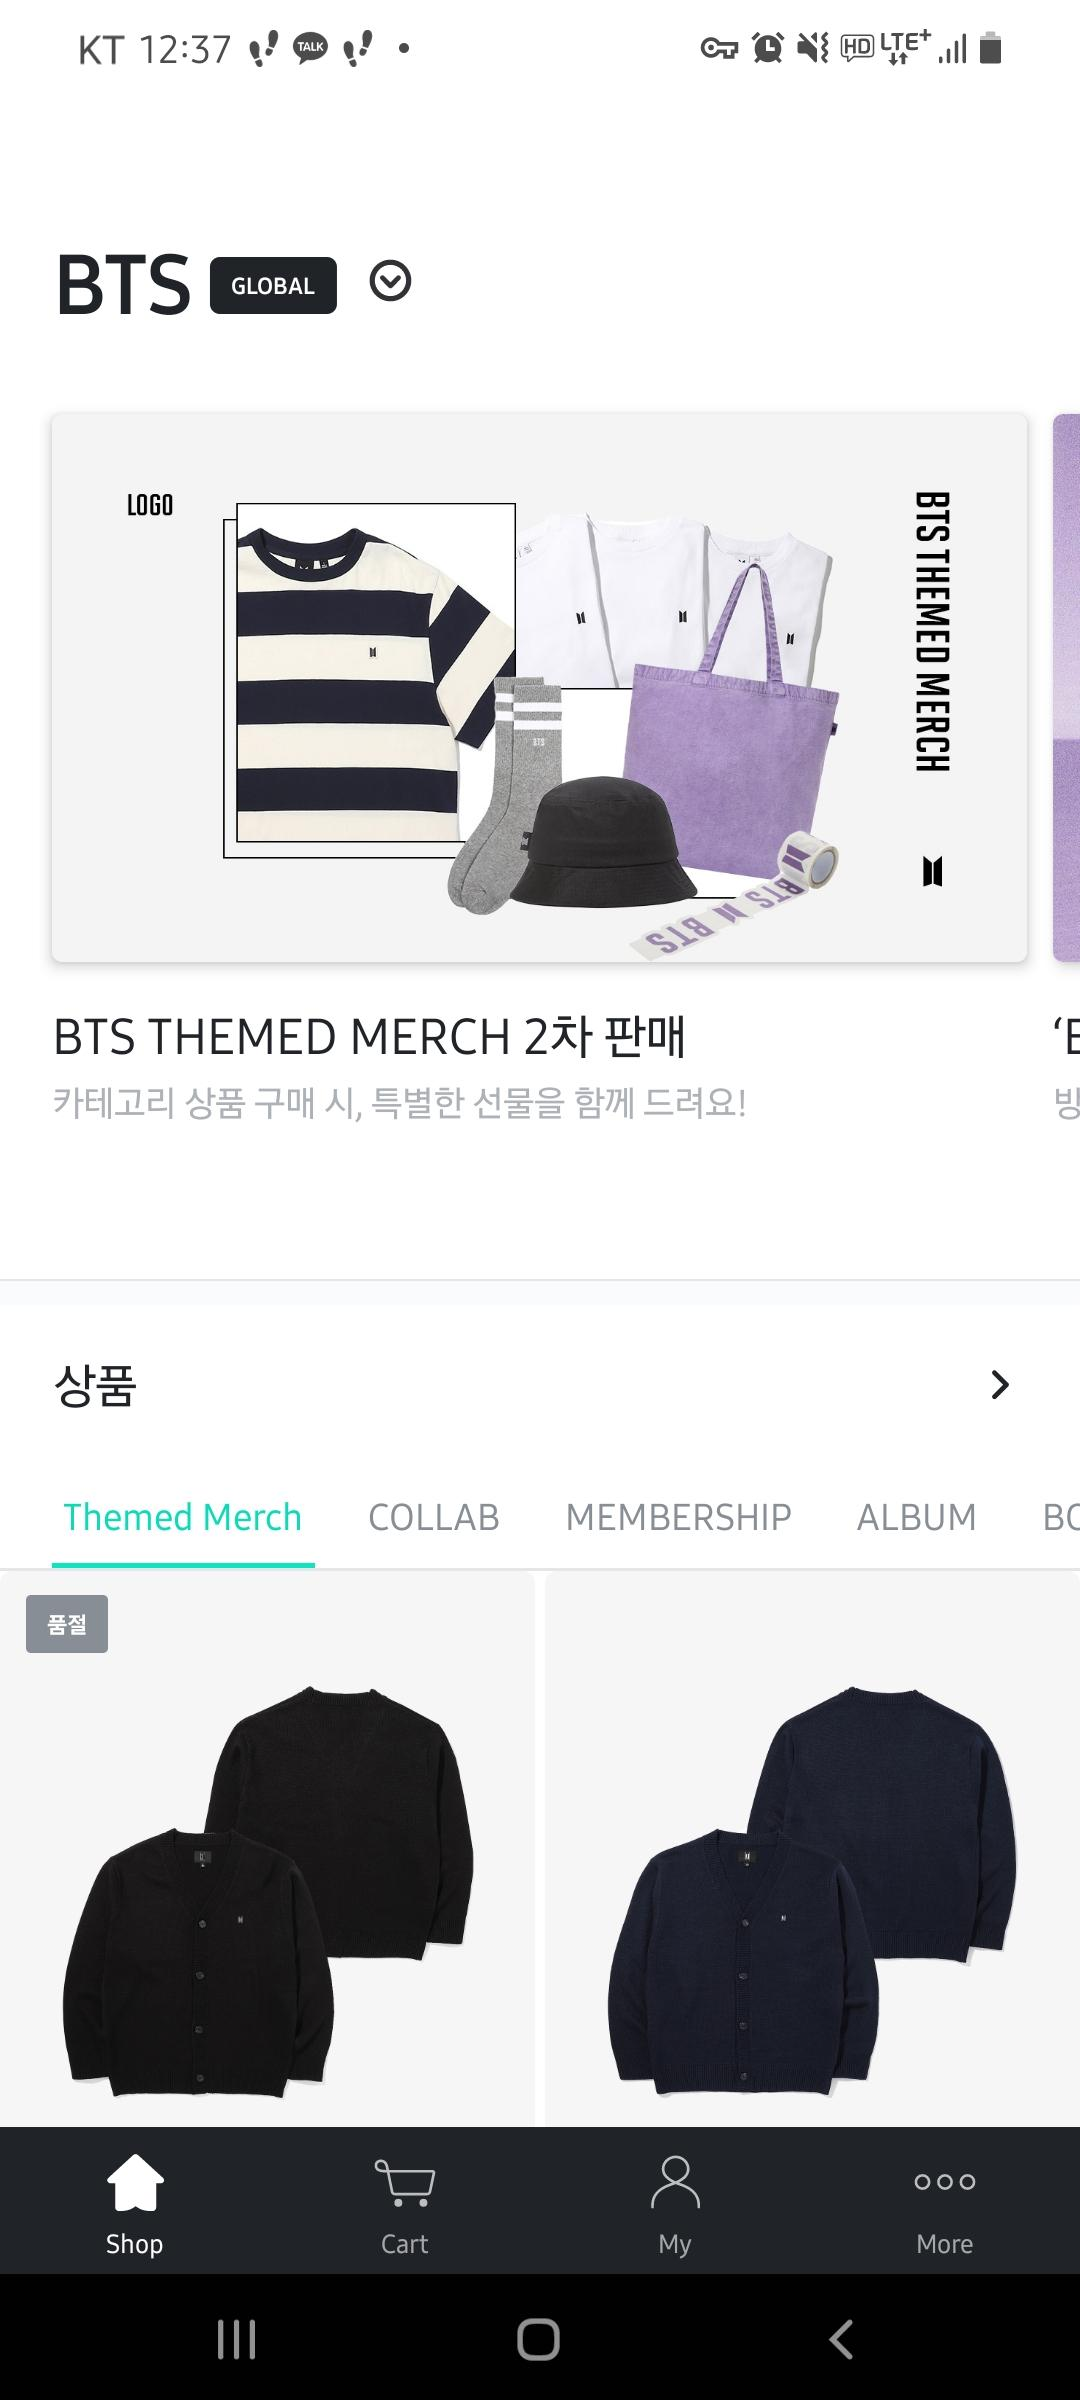 KT 12:37 TALK HD LTE+
BTS GLOBAL
LOGO
BTS THEMED MERCH
BTS
BTS BTS
BTS THEMED MERCH 2차 판매
카테고리 상품 구매 시, 특별한 선물을 함께 드려요!
상품
Themed Merch COLLAB MEMBERSHIP ALBUM
품절
Shop Cart My More